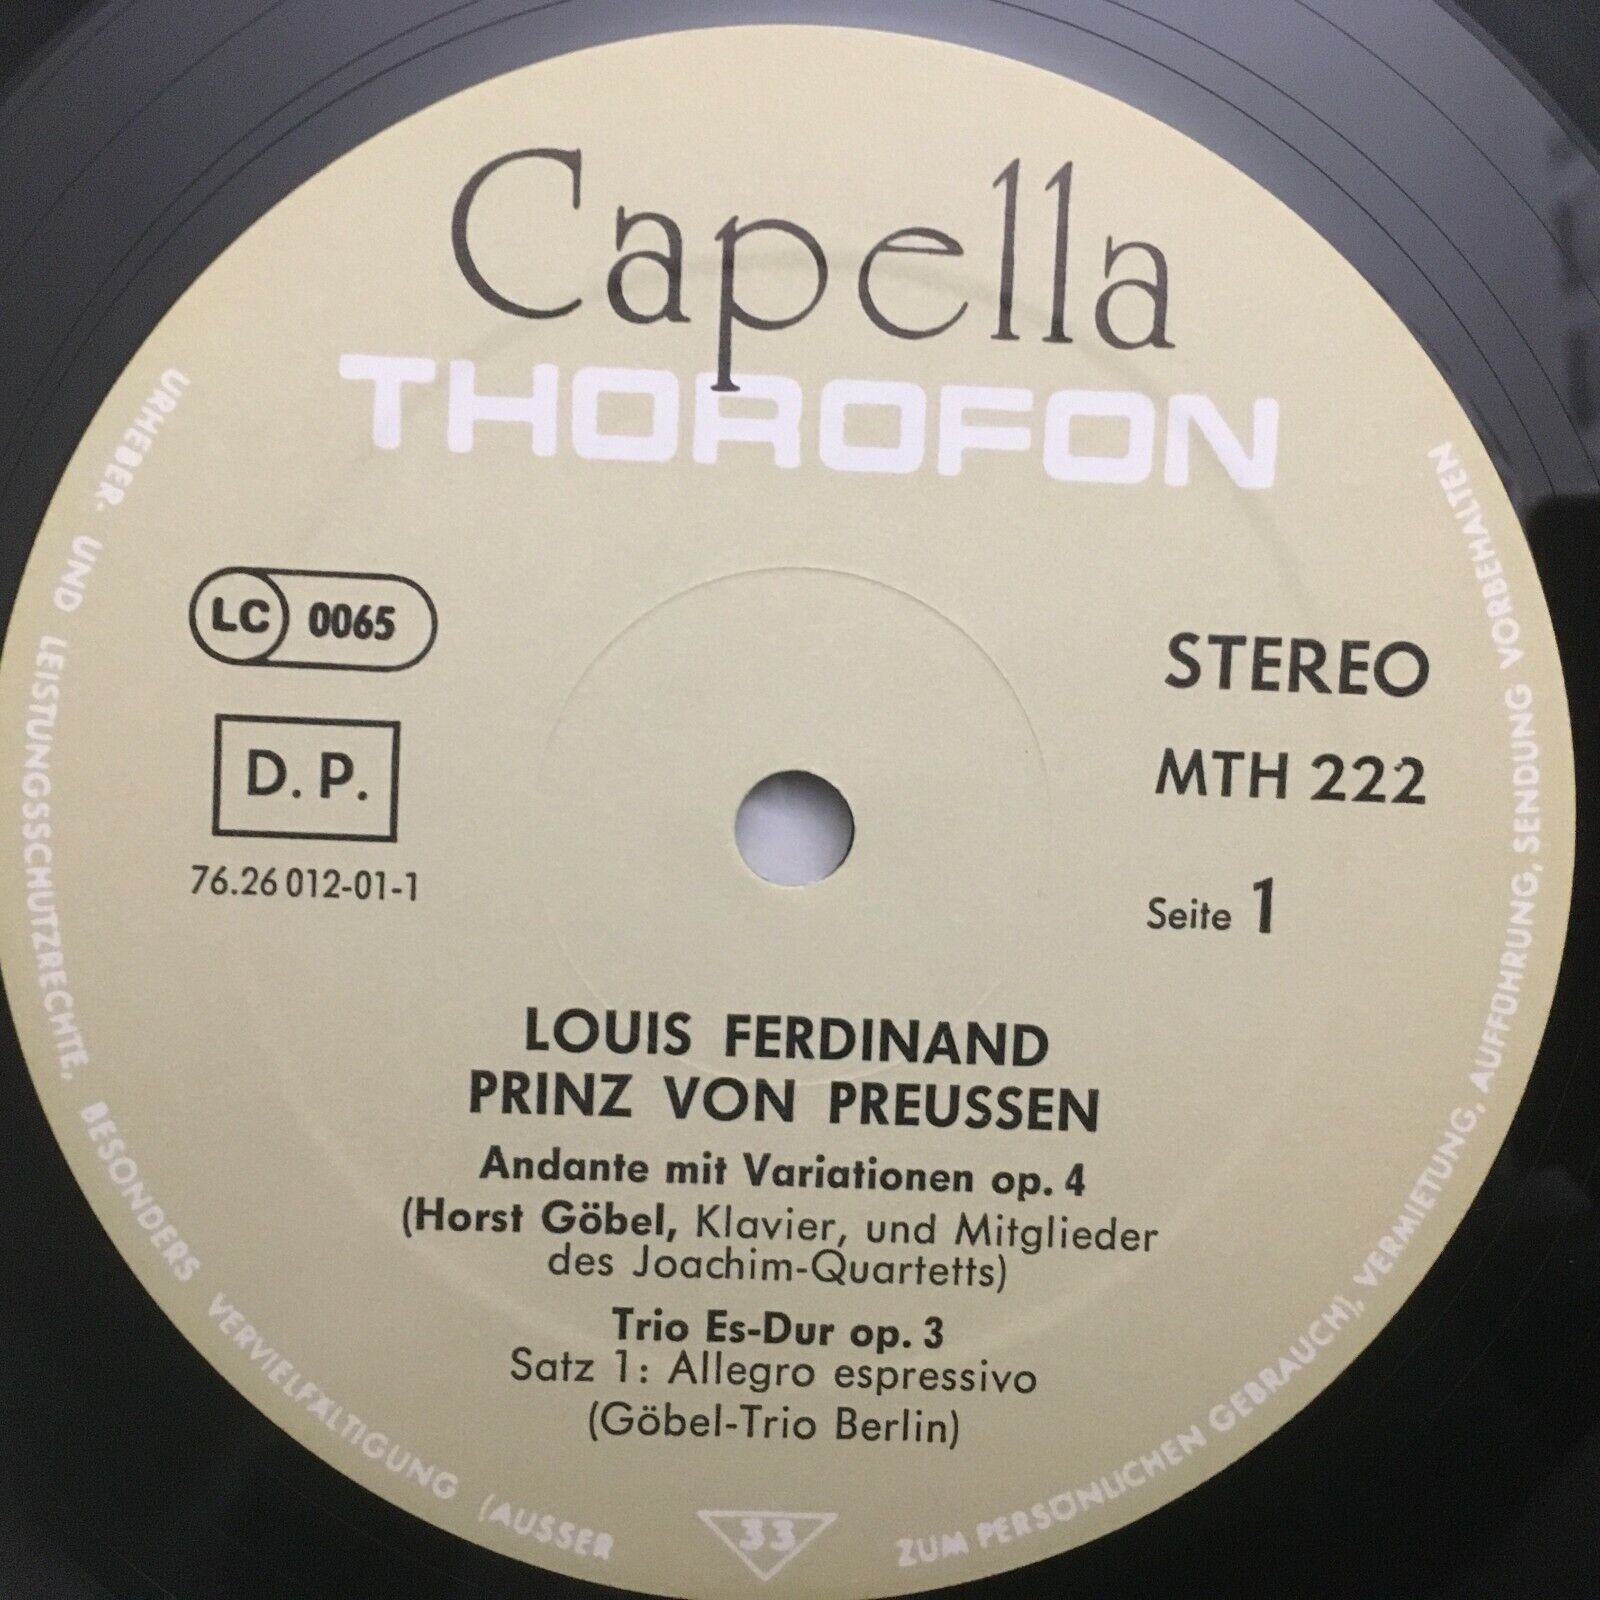 Capella
THOROFON
LC 0065
STEREO
D. P.
MTH 222
76.26 012-01-1
Seite 1
LOUIS FERDINAND
PRINZ VON PREUSSEN
Andante mit Variationen op. 4
(Horst Göbel, Klavier, und Mitglieder
des Joachim-Quartetts)
Trio Es-Dur op. 3
Satz 1: Allegro espressivo
(Göbel-Trio Berlin)
33
URHEBER- UND LEISTUNGSSCHUTZRECHTE, BESONDERS VERVIELFÄLTIGUNG (AUSSER ZUM PERSÖNLICHEN GEBRAUCH), VERMIETUNG, AUFFÜHRUNG, SENDUNG VORBEHALTEN